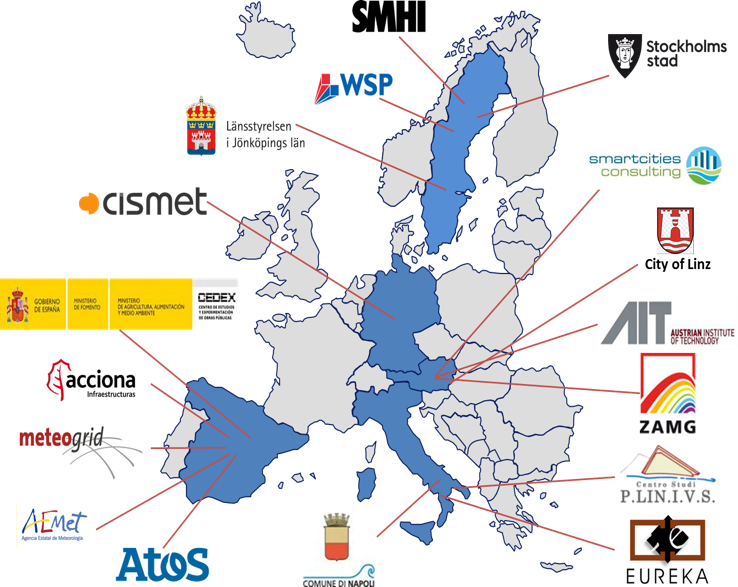 SMHI
Stockholms
stad
WSP
Länsstyrelsen
i Jönköpings län
smartcities
consulting
cismet
City of Linz
GOBIERNO
DE ESPAÑA
MINISTERIO
DE FOMENTO
MINISTERIO
DE AGRICULTURA, ALIMENTACIÓN
Y MEDIO AMBIENTE
CEDEX
CENTRO DE ESTUDIOS
Y EXPERIMENTACIÓN
DE OBRAS PÚBLICAS
AIT AUSTRIAN INSTITUTE
OF TECHNOLOGY
acciona
Infraestructuras
ZAMG
meteogrid
Centro Studi
P.LIN.I.V.S.
AEMet
Agencia Estatal de Meteorología
Atos
COMUNE DI NAPOLI
EUREKA